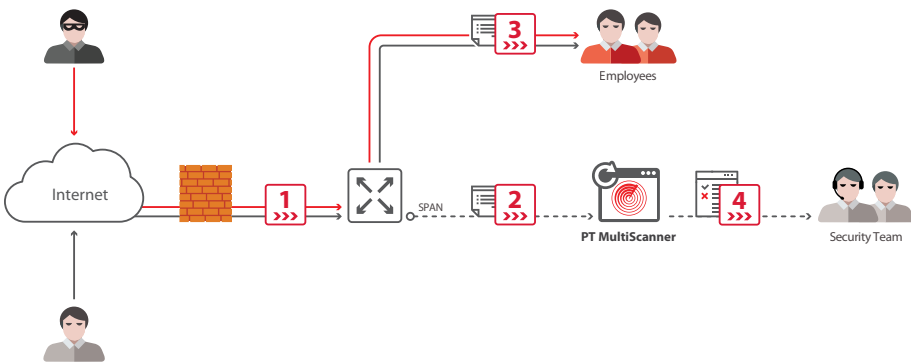 3
Employees
Internet
1
SPAN
2
PT MultiScanner
4
Security Team